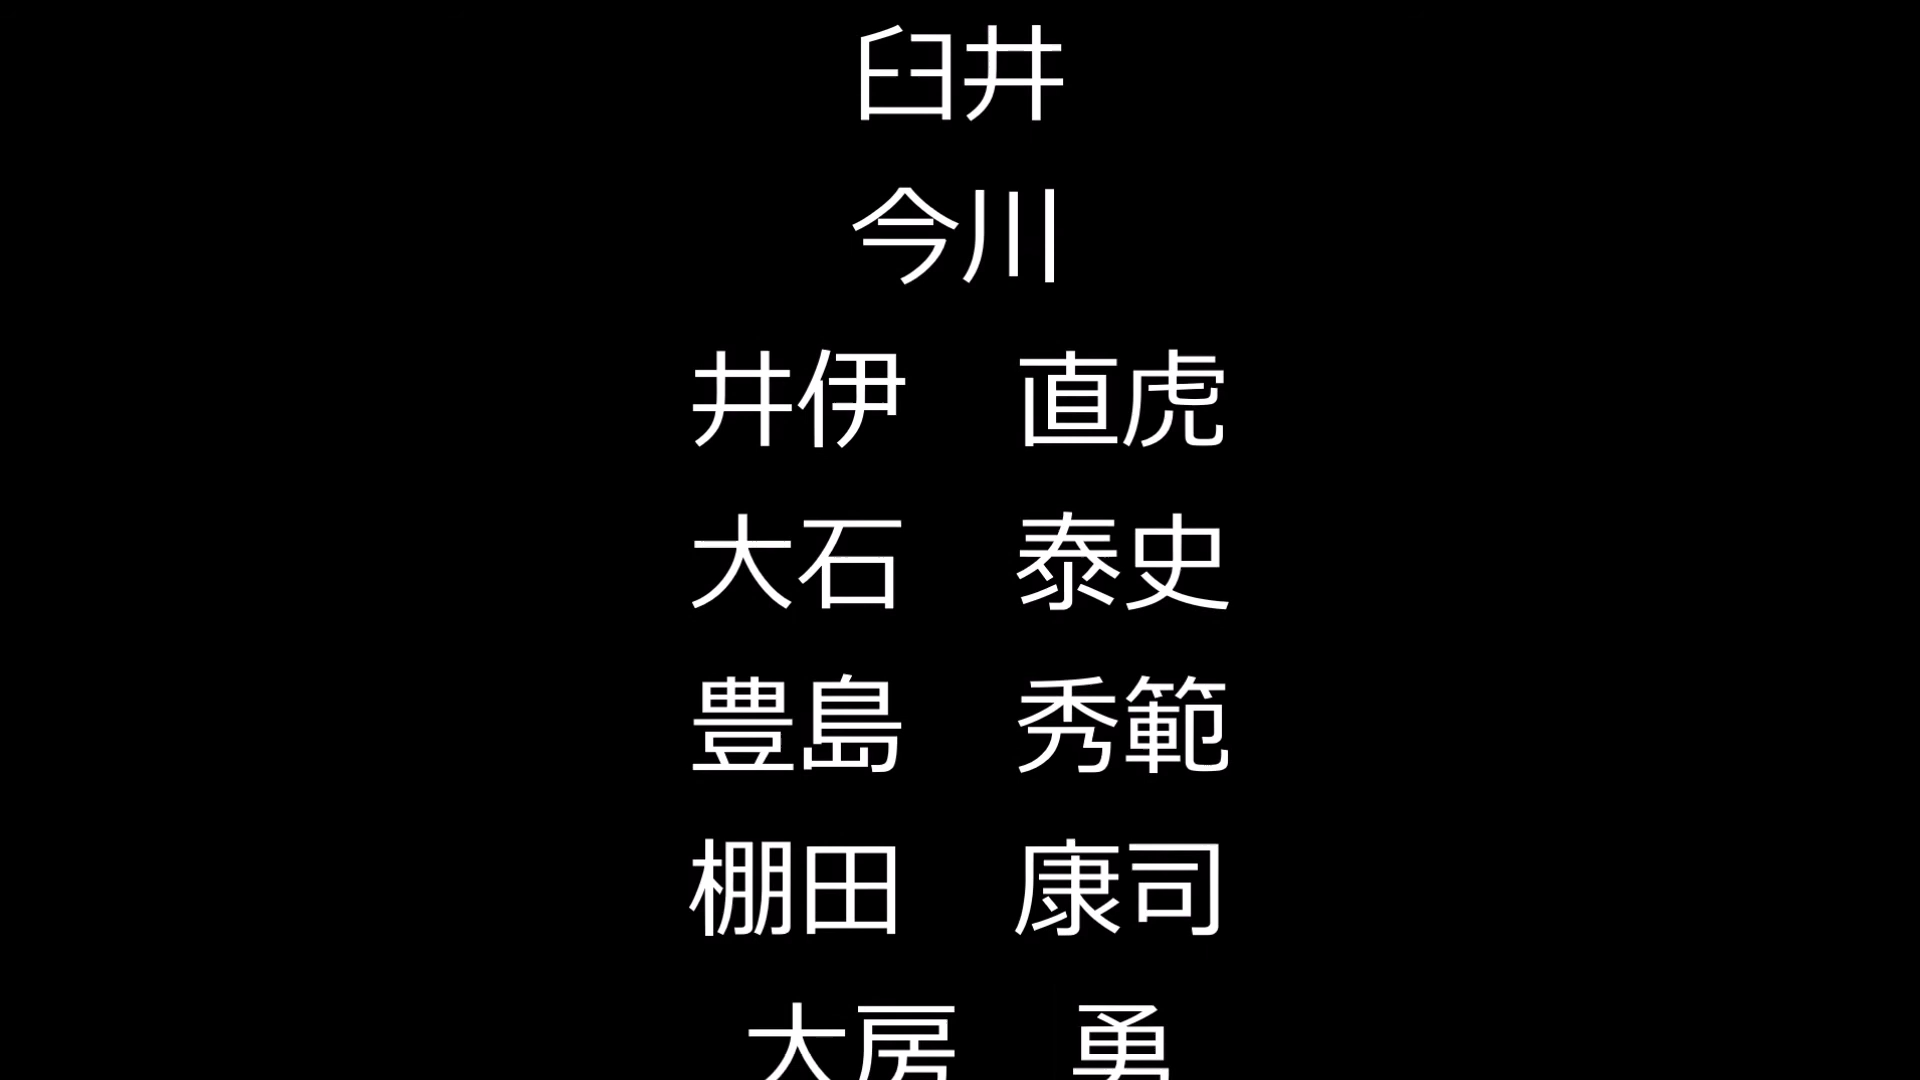 臼井
今川
井伊　直虎
大石　泰史
豊島　秀範
棚田　康司
大房　勇